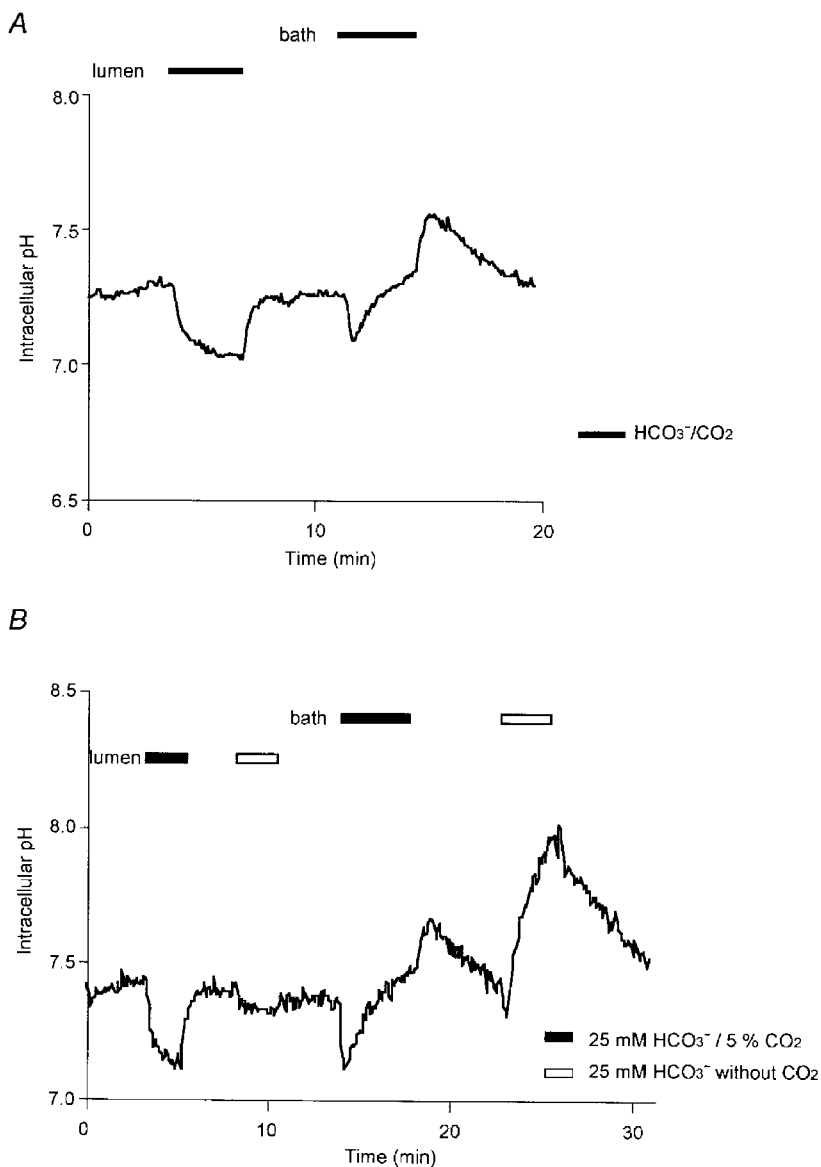 A
bath
lumen
8.0
7.5
7.0
6.5
Intracellular pH
0 10 20
Time (min)
HCO₃⁻/CO₂
B
8.5
bath
lumen
8.0
7.5
7.0
Intracellular pH
25 mM HCO₃⁻ / 5 % CO₂
25 mM HCO₃⁻ without CO₂
0 10 20 30
Time (min)